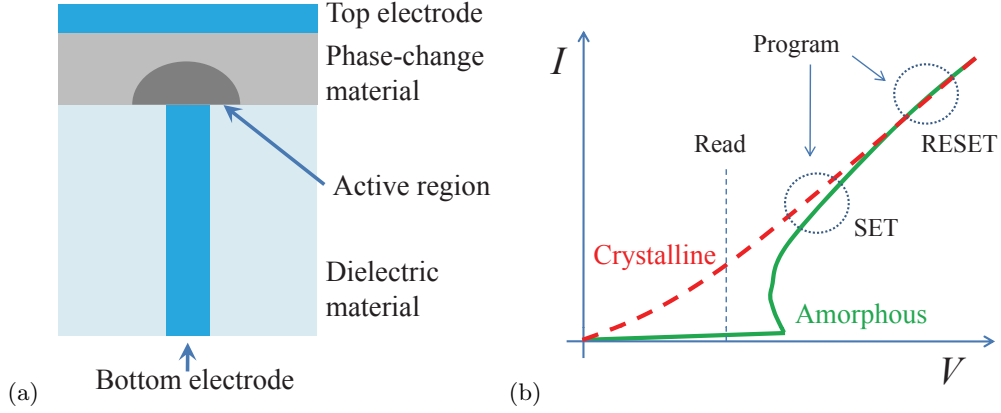 Top electrode
Phase-change
material
Active region
Dielectric
material
Bottom electrode
(a)
I
Program
Read
RESET
SET
Crystalline
Amorphous
V
(b)